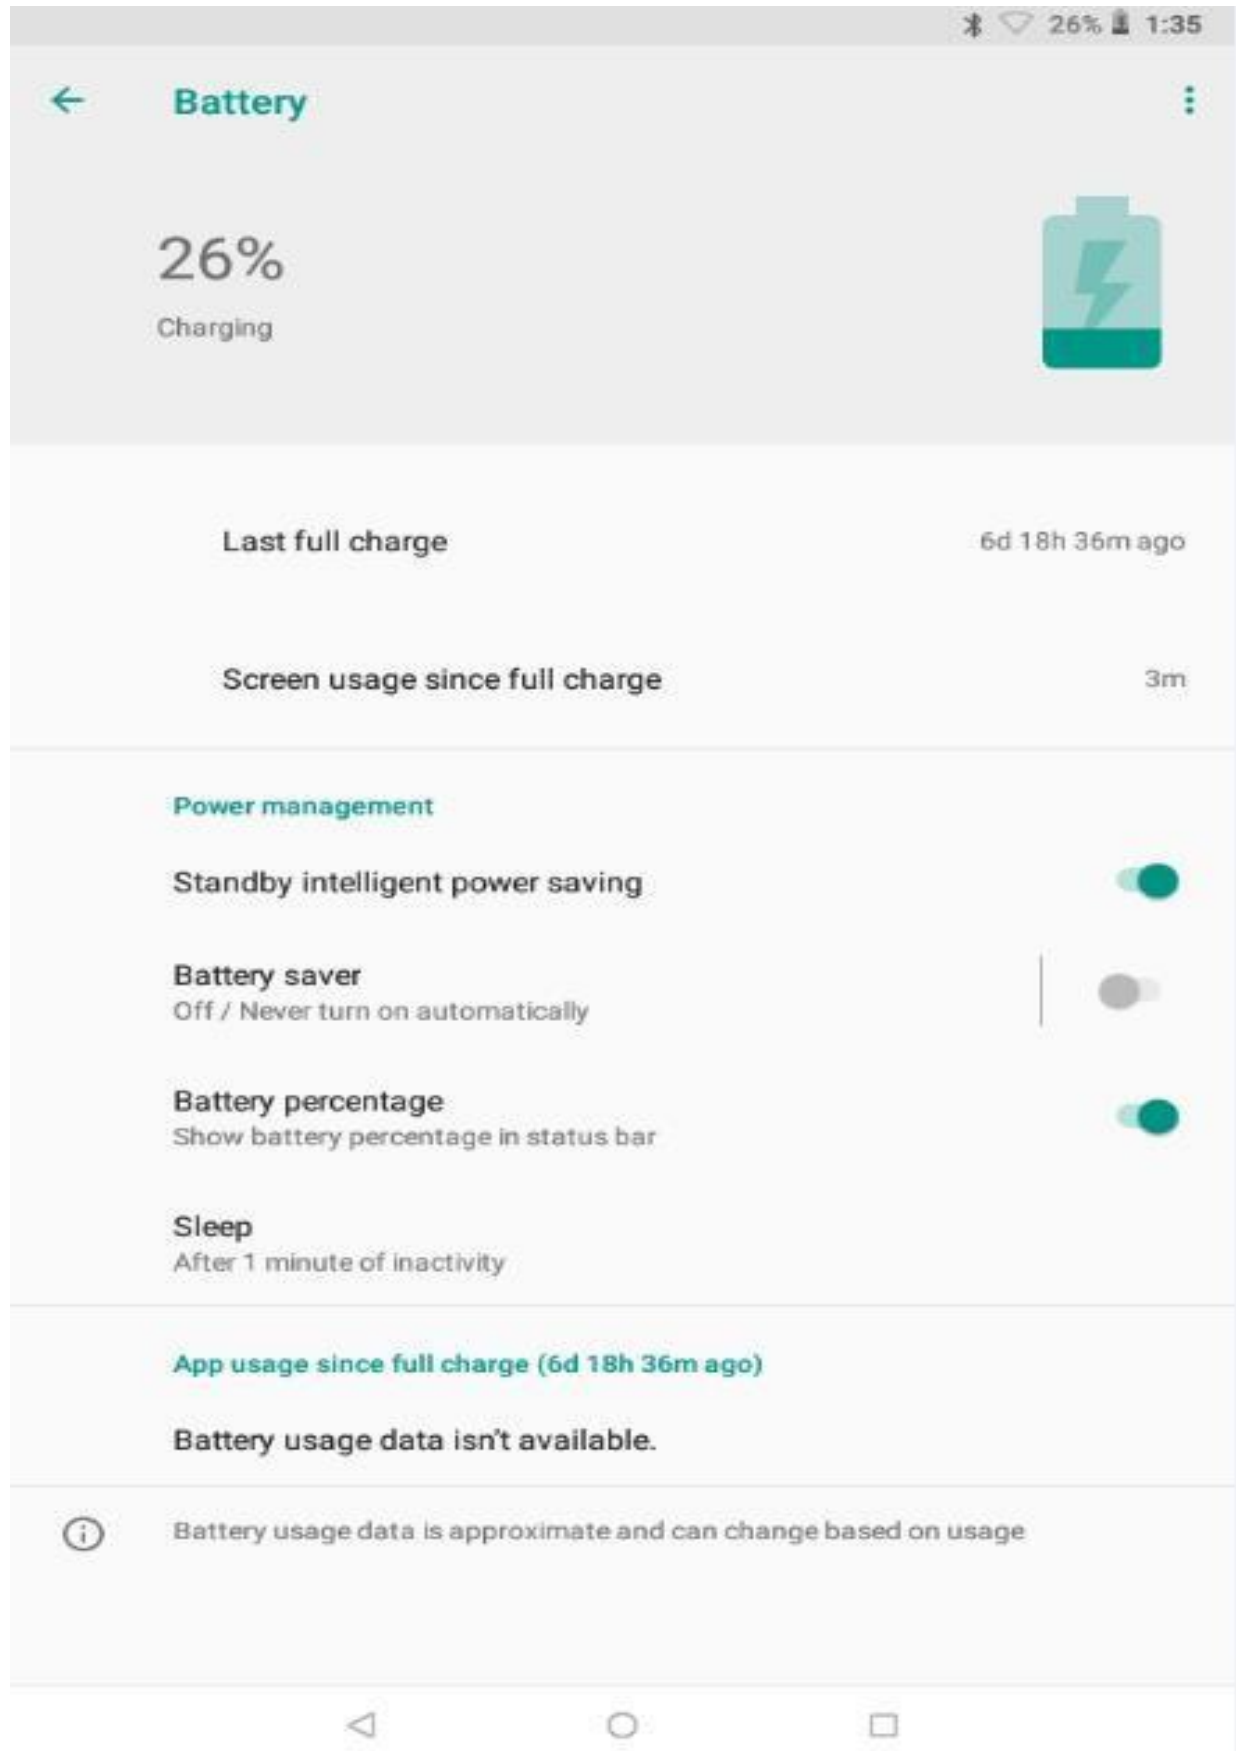 26% 1:35
Battery
26%
Charging
Last full charge 6d 18h 36m ago
Screen usage since full charge 3m
Power management
Standby intelligent power saving
Battery saver
Off / Never turn on automatically
Battery percentage
Show battery percentage in status bar
Sleep
After 1 minute of inactivity
App usage since full charge (6d 18h 36m ago)
Battery usage data isn't available.
Battery usage data is approximate and can change based on usage